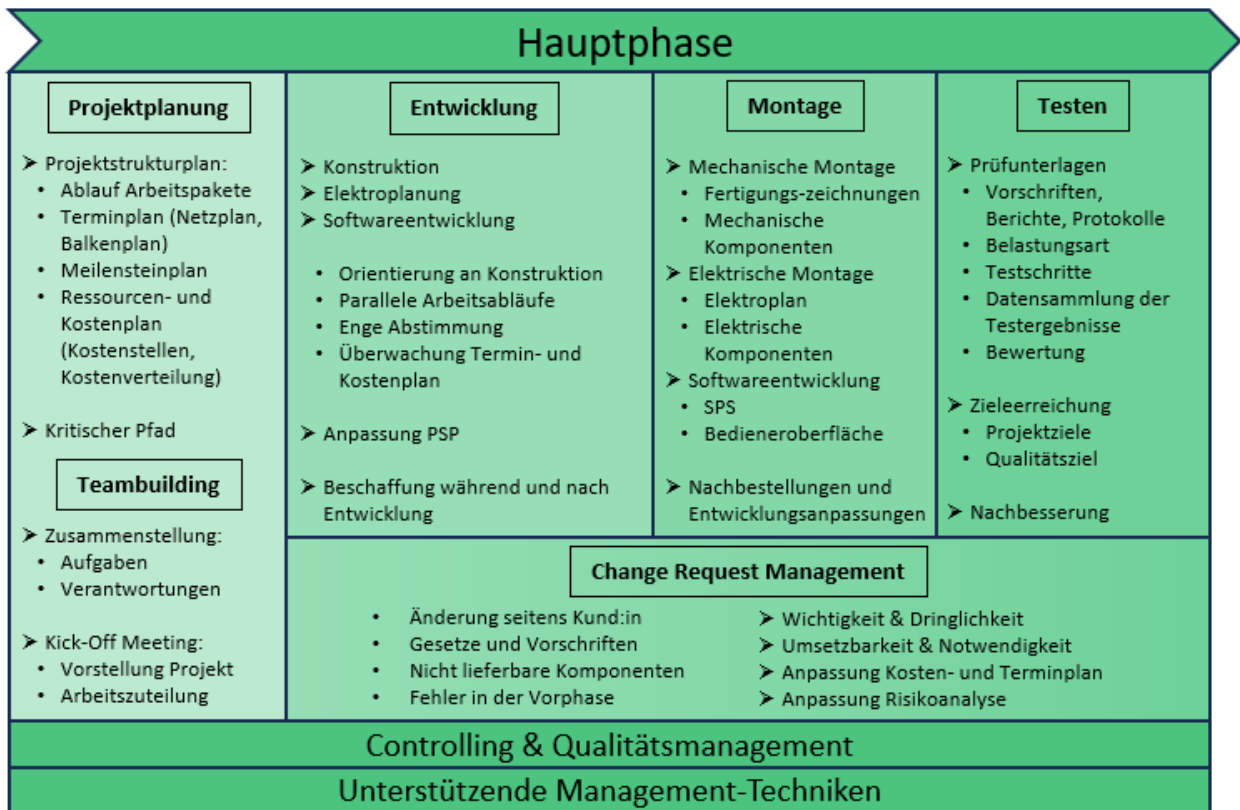 Hauptphase
Projektplanung
➢ Projektstrukturplan:
• Ablauf Arbeitspakete
• Terminplan (Netzplan,
Balkenplan)
• Meilensteinplan
• Ressourcen- und
Kostenplan
(Kostenstellen,
Kostenverteilung)
➢ Kritischer Pfad
Teambuilding
➢ Zusammenstellung:
• Aufgaben
• Verantwortungen
➢ Kick-Off Meeting:
• Vorstellung Projekt
• Arbeitszuteilung
Entwicklung
➢ Konstruktion
➢ Elektroplanung
➢ Softwareentwicklung
• Orientierung an Konstruktion
• Parallele Arbeitsabläufe
• Enge Abstimmung
• Überwachung Termin- und
Kostenplan
➢ Anpassung PSP
➢ Beschaffung während und nach
Entwicklung
Montage
➢ Mechanische Montage
• Fertigungs-zeichnungen
• Mechanische
Komponenten
➢ Elektrische Montage
• Elektroplan
• Elektrische
Komponenten
➢ Softwareentwicklung
• SPS
• Bedieneroberfläche
➢ Nachbestellungen und
Entwicklungsanpassungen
Testen
➢ Prüfunterlagen
• Vorschriften,
Berichte, Protokolle
• Belastungsart
• Testschritte
• Datensammlung der
Testergebnisse
• Bewertung
➢ Zieleerreichung
• Projektziele
• Qualitätsziel
➢ Nachbesserung
Change Request Management
• Änderung seitens Kund:in
• Gesetze und Vorschriften
• Nicht lieferbare Komponenten
• Fehler in der Vorphase
➢ Wichtigkeit & Dringlichkeit
➢ Umsetzbarkeit & Notwendigkeit
➢ Anpassung Kosten- und Terminplan
➢ Anpassung Risikoanalyse
Controlling & Qualitätsmanagement
Unterstützende Management-Techniken